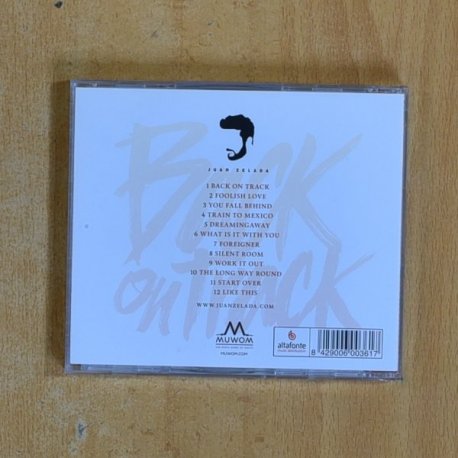 BACK
ON TRACK
JUAN ZELADA
1 BACK ON TRACK
2 FOOLISH LOVE
3 YOU FALL BEHIND
4 TRAIN TO MEXICO
5 DREAMINGAWAY
6 WHAT IS IT WITH YOU
7 FOREIGNER
8 SILENT ROOM
9 WORK IT OUT
10 THE LONG WAY ROUND
11 START OVER
12 LIKE THIS
WWW.JUANZELADA.COM
MUWOM
MUWOM.COM
altafonte
8 429006 003617